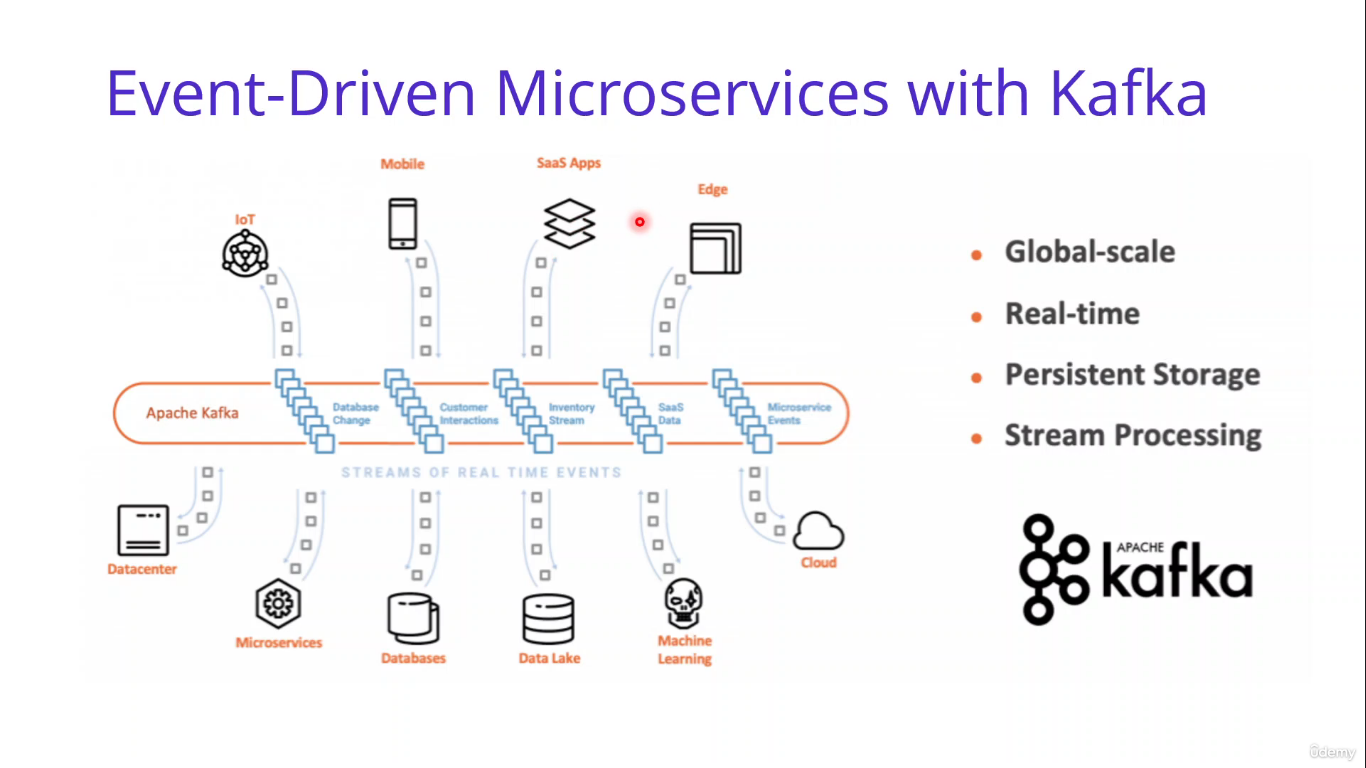 Event-Driven Microservices with Kafka
Mobile
SaaS Apps
Edge
IoT
Global-scale
Real-time
Persistent Storage
Stream Processing
Apache Kafka
Database
Change
Customer
Interactions
Inventory
Stream
SaaS
Data
Microservice
Events
STREAMS OF REAL TIME EVENTS
Datacenter
Microservices
Databases
Data Lake
Machine
Learning
Cloud
APACHE
kafka
ûdemy